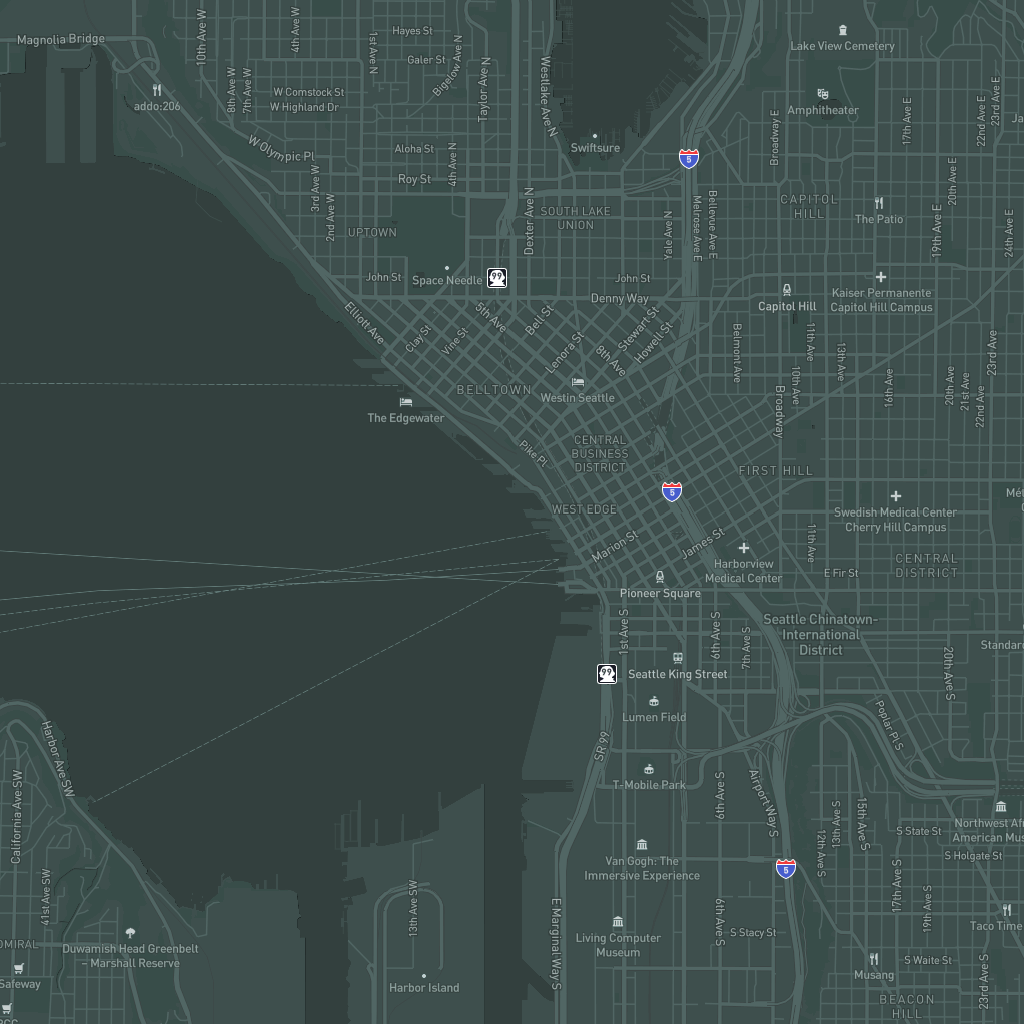 Magnolia Bridge
10th Ave W
4th Ave W
1st Ave N
Hayes St
Galer St
Bigelow Ave N
Taylor Ave N
Westlake Ave N
Lake View Cemetery
addo:206
8th Ave W
7th Ave W
W Comstock St
W Highland Dr
Amphitheater
Broadway E
17th Ave E
22nd Ave E
23rd Ave E
W Olympic Pl
Aloha St
4th Ave N
Swiftsure
5
Roy St
3rd Ave W
2nd Ave W
UPTOWN
Dexter Ave N
SOUTH LAKE
UNION
Yale Ave N
Melrose Ave E
Bellevue Ave E
CAPITOL
HILL
The Patio
19th Ave E
20th Ave E
24th Ave E
John St
Space Needle
99
John St
Denny Way
Capitol Hill
Kaiser Permanente
Capitol Hill Campus
Elliott Ave
Clay St
Vine St
5th Ave
Bell St
Lenora St
8th Ave
Stewart St
Howell St
Belmont Ave
11th Ave
13th Ave
23rd Ave
BELLTOWN
Westin Seattle
The Edgewater
Broadway
10th Ave
16th Ave
20th Ave
21st Ave
22nd Ave
Pike Pl
CENTRAL
BUSINESS
DISTRICT
FIRST HILL
5
WEST EDGE
Swedish Medical Center
Cherry Hill Campus
Marion St
James St
Harborview
Medical Center
11th Ave
E Fir St
CENTRAL
DISTRICT
Pioneer Square
1st Ave S
6th Ave S
7th Ave S
Seattle Chinatown-
International
District
99
Seattle King Street
20th Ave S
Lumen Field
Poplar Pl S
Harbor Ave SW
SR 99
T-Mobile Park
6th Ave S
Airport Way S
California Ave SW
12th Ave S
13th Ave S
15th Ave S
S State St
S Holgate St
Van Gogh: The
Immersive Experience
5
17th Ave S
19th Ave S
41st Ave SW
13th Ave SW
E Marginal Way S
6th Ave S
S Stacy St
Taco Time
Living Computer
Museum
Duwamish Head Greenbelt
– Marshall Reserve
Safeway
Harbor Island
Musang
S Waite St
23rd Ave S
BEACON
HILL